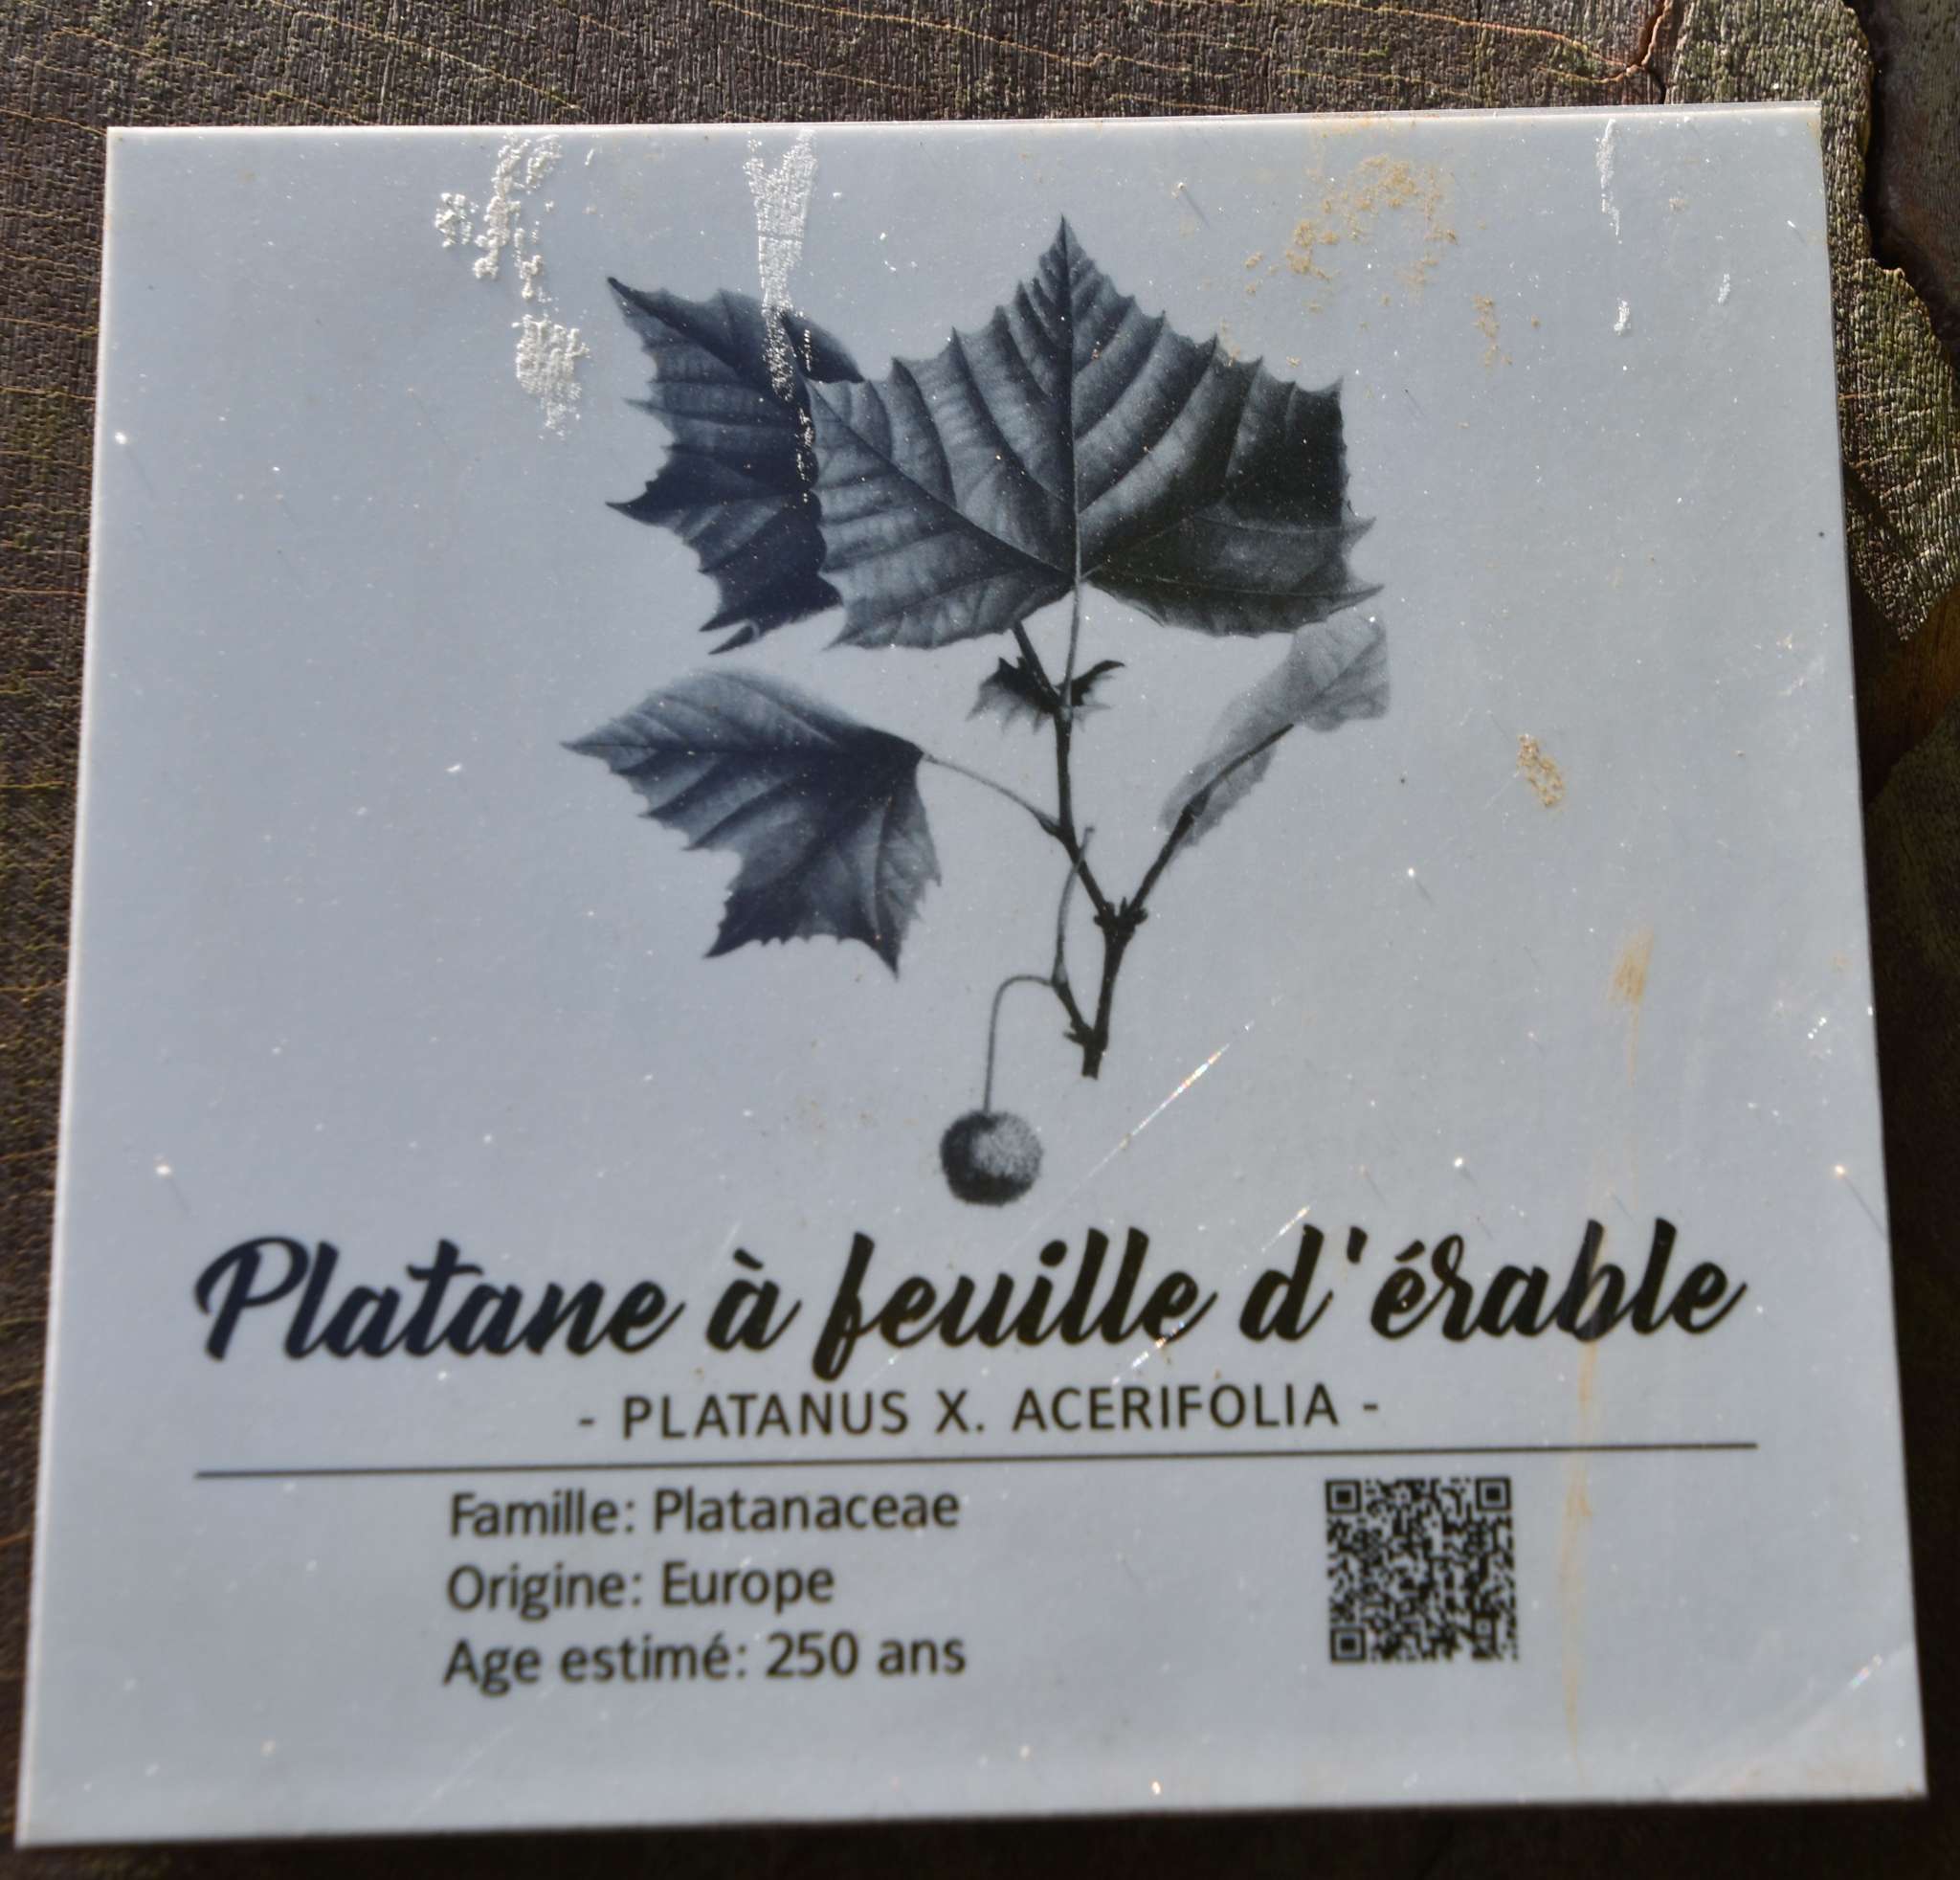 Platane à feuille d'érable
- PLATANUS X. ACERIFOLIA -
Famille: Platanaceae
Origine: Europe
Age estimé: 250 ans